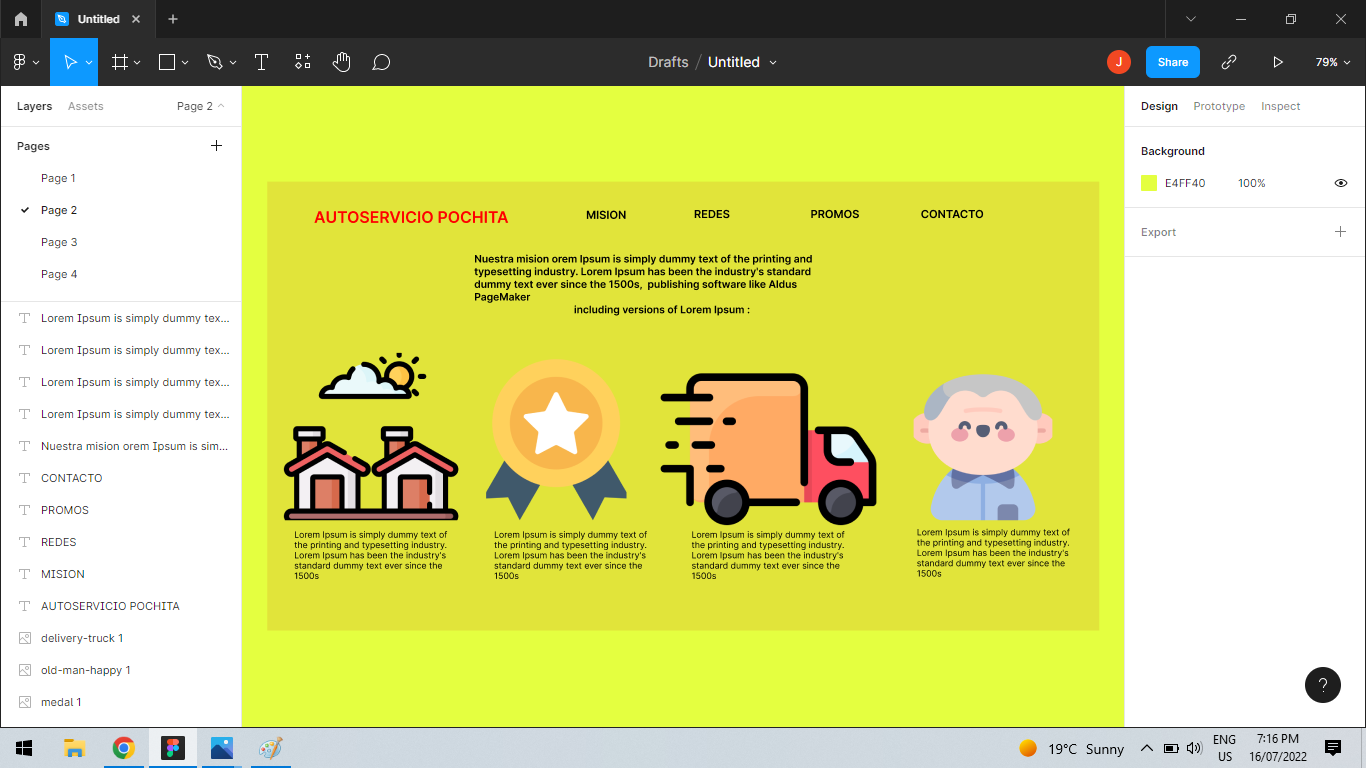 Untitled
Drafts / Untitled
J
Share
79%
Layers
Assets
Page 2
Pages
Page 1
Page 2
Page 3
Page 4
Lorem Ipsum is simply dummy tex...
Lorem Ipsum is simply dummy tex...
Lorem Ipsum is simply dummy tex...
Lorem Ipsum is simply dummy tex...
Nuestra mision orem Ipsum is sim...
CONTACTO
PROMOS
REDES
MISION
AUTOSERVICIO POCHITA
delivery-truck 1
old-man-happy 1
medal 1
AUTOSERVICIO POCHITA
MISION
REDES
PROMOS
CONTACTO
Nuestra mision orem Ipsum is simply dummy text of the printing and
typesetting industry. Lorem Ipsum has been the industry's standard
dummy text ever since the 1500s, publishing software like Aldus
PageMaker
including versions of Lorem Ipsum :
Lorem Ipsum is simply dummy text of
the printing and typesetting industry.
Lorem Ipsum has been the industry's
standard dummy text ever since the
1500s
Lorem Ipsum is simply dummy text of
the printing and typesetting industry.
Lorem Ipsum has been the industry's
standard dummy text ever since the
1500s
Lorem Ipsum is simply dummy text of
the printing and typesetting industry.
Lorem Ipsum has been the industry's
standard dummy text ever since the
1500s
Lorem Ipsum is simply dummy text of
the printing and typesetting industry.
Lorem Ipsum has been the industry's
standard dummy text ever since the
1500s
Design
Prototype
Inspect
Background
E4FF40
100%
Export
?
19°C Sunny
ENG
US
7:16 PM
16/07/2022